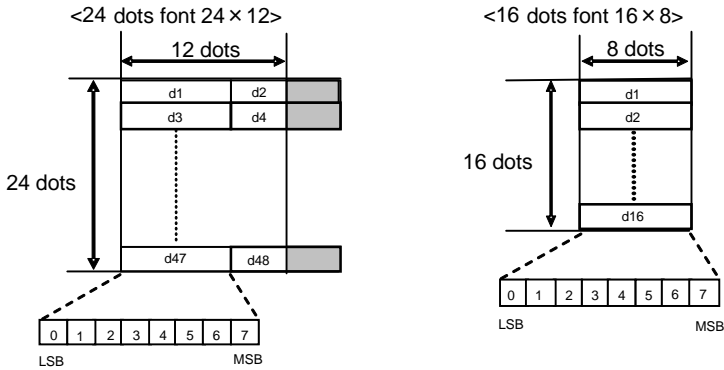 <24 dots font 24×12>
12 dots
d1 d2
d3 d4
24 dots
d47 d48
0 1 2 3 4 5 6 7
LSB MSB
<16 dots font 16×8>
8 dots
d1
d2
16 dots
d16
0 1 2 3 4 5 6 7
LSB MSB